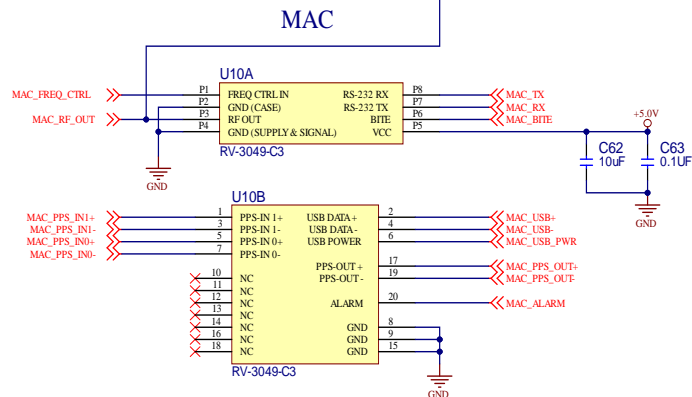 MAC
U10A
MAC_FREQ_CTRL P1 FREQ CTRL IN RS-232 RX P8 MAC_TX
P2 GND (CASE) RS-232 TX P7 MAC_RX
MAC_RF_OUT P3 RF OUT BITE P6 MAC_BITE
P4 GND (SUPPLY & SIGNAL) VCC P5
+5.0V
RV-3049-C3
C62
10uF
C63
0.1UF
GND
GND
U10B
MAC_PPS_IN1+ 1 PPS-IN 1+ USB DATA+ 2 MAC_USB+
MAC_PPS_IN1- 3 PPS-IN 1- USB DATA- 4 MAC_USB-
MAC_PPS_IN0+ 5 PPS-IN 0+ USB POWER 6 MAC_USB_PWR
MAC_PPS_IN0- 7 PPS-IN 0-
PPS-OUT+ 17 MAC_PPS_OUT+
10 NC PPS-OUT- 19 MAC_PPS_OUT-
11 NC
12 NC ALARM 20 MAC_ALARM
13 NC
14 NC GND 8
16 NC GND 9
18 NC GND 15
RV-3049-C3
GND